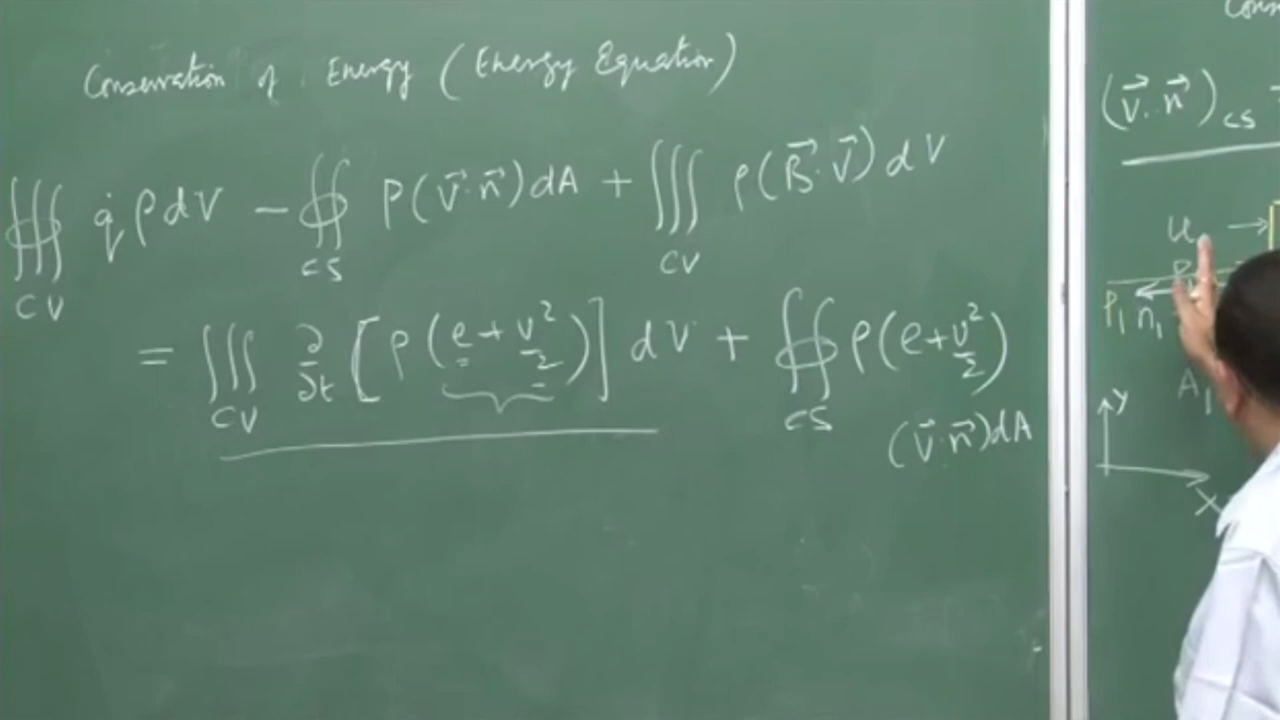 Conservation of Energy (Energy Equation)
∰ q̇ ρ dV − ∯ P(v⃗·n⃗)dA + ∭ ρ(B⃗·v⃗)dV
CV CS CV
= ∭ ∂/∂t [ρ(e + v²/2)] dV + ∯ ρ(e + v²/2)
CV CS
(v⃗·n⃗)dA
(v⃗·n⃗)CS
u →
P₁ n₁
A₁
Y
X